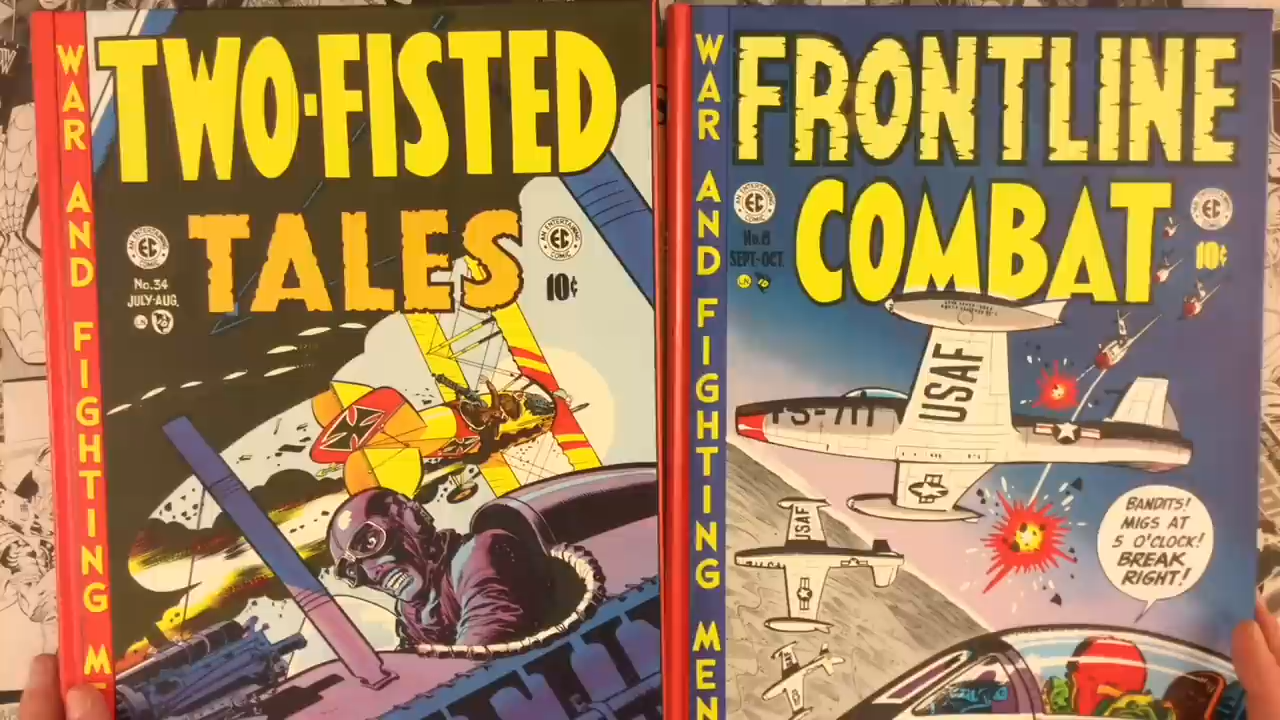 WAR AND FIGHTING M
TWO-FISTED
TALES
AN ENTERTAINING
EC
COMIC
No. 34
JULY-AUG.
AN ENTERTAINING
EC
COMIC
10¢
WAR AND FIGHTING MEN
FRONTLINE
COMBAT
AN ENTERTAINING
EC
COMIC
No. 8
SEPT-OCT.
EC
10¢
USAF
FS-711
USAF
BANDITS!
MIGS AT
5 O'CLOCK!
BREAK
RIGHT!